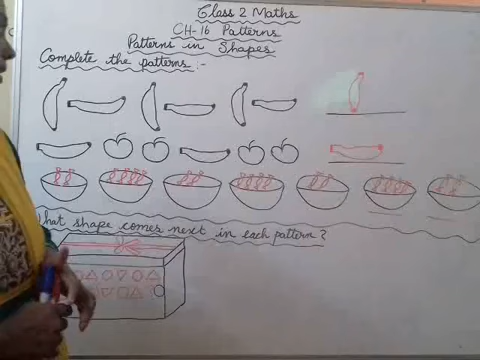 Class 2 Maths
CH-16 Patterns
Patterns in Shapes
Complete the patterns :-
What shape comes next in each pattern ?